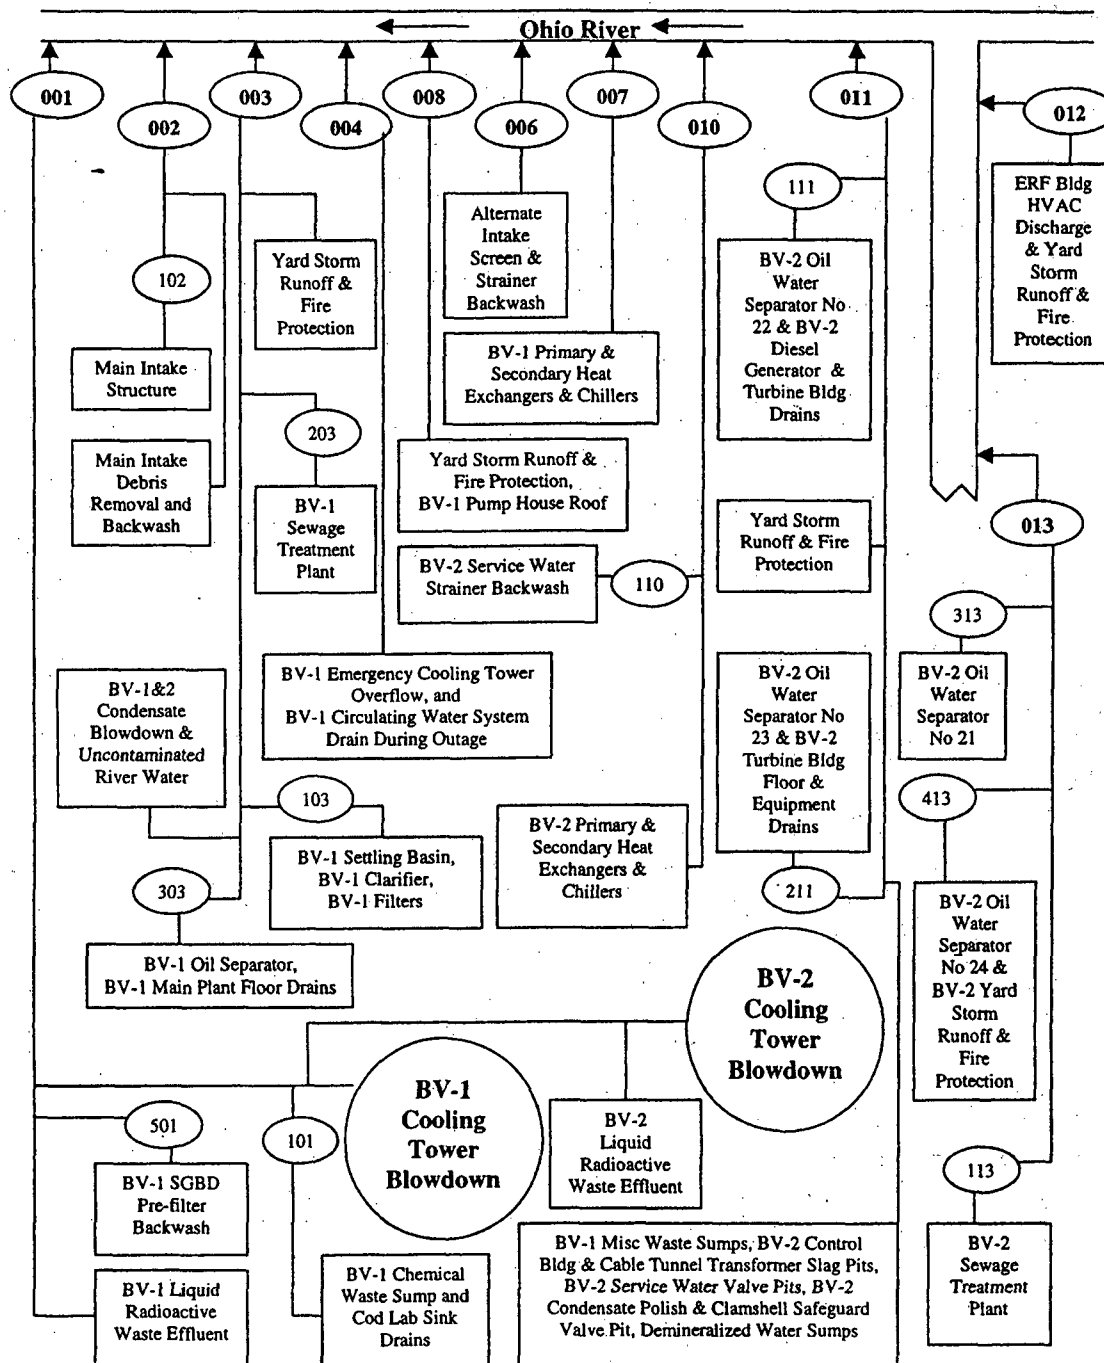 Ohio River
001
002
003
004
008
006
007
010
011
012
111
102
Yard Storm
Runoff &
Fire
Protection
Alternate
Intake
Screen &
Strainer
Backwash
BV-2 Oil
Water
Separator No
22 & BV-2
Diesel
Generator &
Turbine Bldg
Drains
ERF Bldg
HVAC
Discharge
& Yard
Storm
Runoff &
Fire
Protection
Main Intake
Structure
BV-1 Primary &
Secondary Heat
Exchangers & Chillers
203
Main Intake
Debris
Removal and
Backwash
BV-1
Sewage
Treatment
Plant
Yard Storm Runoff &
Fire Protection,
BV-1 Pump House Roof
Yard Storm
Runoff & Fire
Protection
013
BV-2 Service Water
Strainer Backwash
110
313
BV-1&2
Condensate
Blowdown &
Uncontaminated
River Water
BV-1 Emergency Cooling Tower
Overflow, and
BV-1 Circulating Water System
Drain During Outage
BV-2 Oil
Water
Separator No
23 & BV-2
Turbine Bldg
Floor &
Equipment
Drains
BV-2 Oil
Water
Separator
No 21
103
413
BV-1 Settling Basin,
BV-1 Clarifier,
BV-1 Filters
BV-2 Primary &
Secondary Heat
Exchangers &
Chillers
303
211
BV-1 Oil Separator,
BV-1 Main Plant Floor Drains
BV-2
Cooling
Tower
Blowdown
BV-2 Oil
Water
Separator
No 24 &
BV-2 Yard
Storm
Runoff &
Fire
Protection
BV-1
Cooling
Tower
Blowdown
501
101
BV-2
Liquid
Radioactive
Waste Effluent
113
BV-1 SGBD
Pre-filter
Backwash
BV-1 Liquid
Radioactive
Waste Effluent
BV-1 Chemical
Waste Sump and
Cod Lab Sink
Drains
BV-1 Misc Waste Sumps, BV-2 Control
Bldg & Cable Tunnel Transformer Slag Pits,
BV-2 Service Water Valve Pits, BV-2
Condensate Polish & Clamshell Safeguard
Valve Pit, Demineralized Water Sumps
BV-2
Sewage
Treatment
Plant